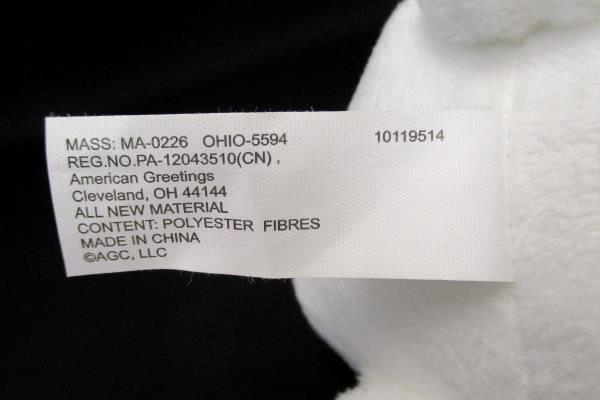 MASS: MA-0226 OHIO-5594 10119514
REG.NO.PA-12043510(CN) ,
American Greetings
Cleveland, OH 44144
ALL NEW MATERIAL
CONTENT: POLYESTER FIBRES
MADE IN CHINA
©AGC, LLC